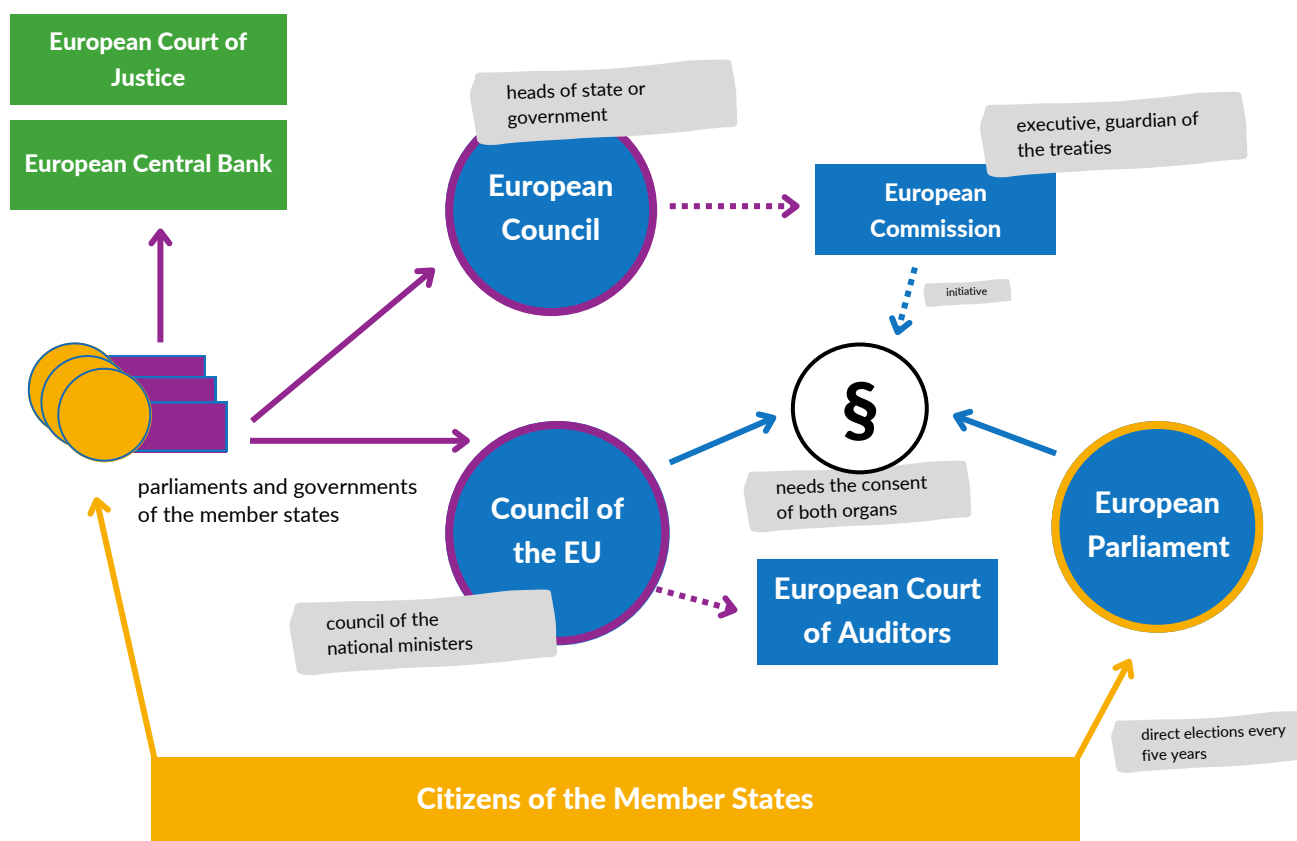 European Court of
Justice
European Central Bank
heads of state or
government
European
Council
executive, guardian of
the treaties
European
Commission
initiative
§
needs the consent
of both organs
parliaments and governments
of the member states
Council of
the EU
council of the
national ministers
European Court
of Auditors
European
Parliament
direct elections every
five years
Citizens of the Member States